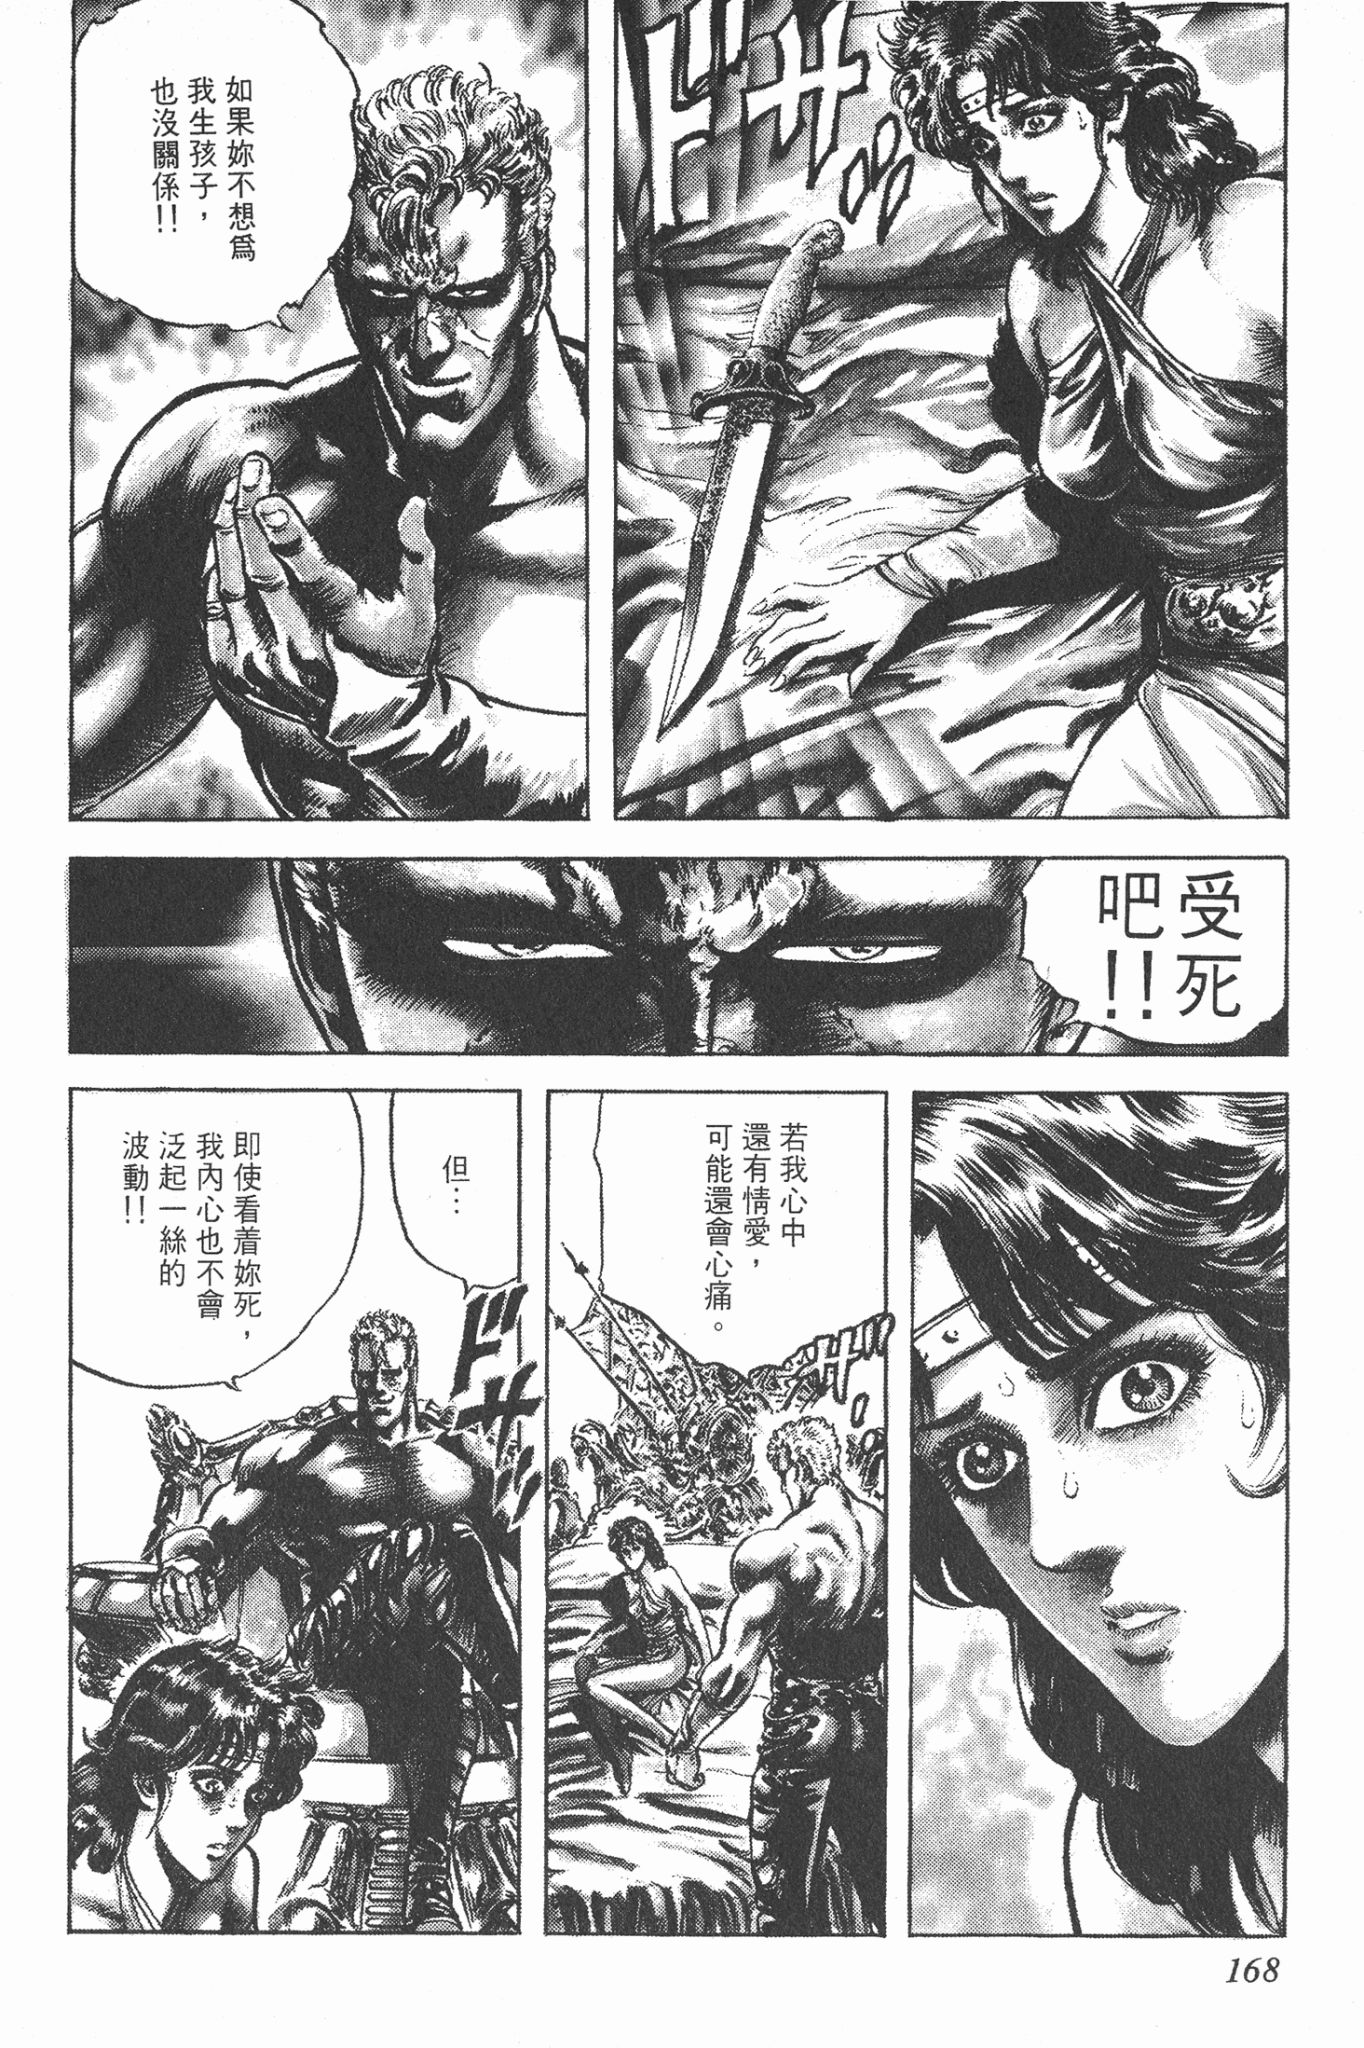 ドサッ
如果妳不想爲
我生孩子，
也沒關係!!
受死
吧!!
若我心中
還有情愛，
可能還會心痛。
ザッ
但…
即使看着妳死，
我內心也不會
泛起一絲的
波動!!
ドサッ
168